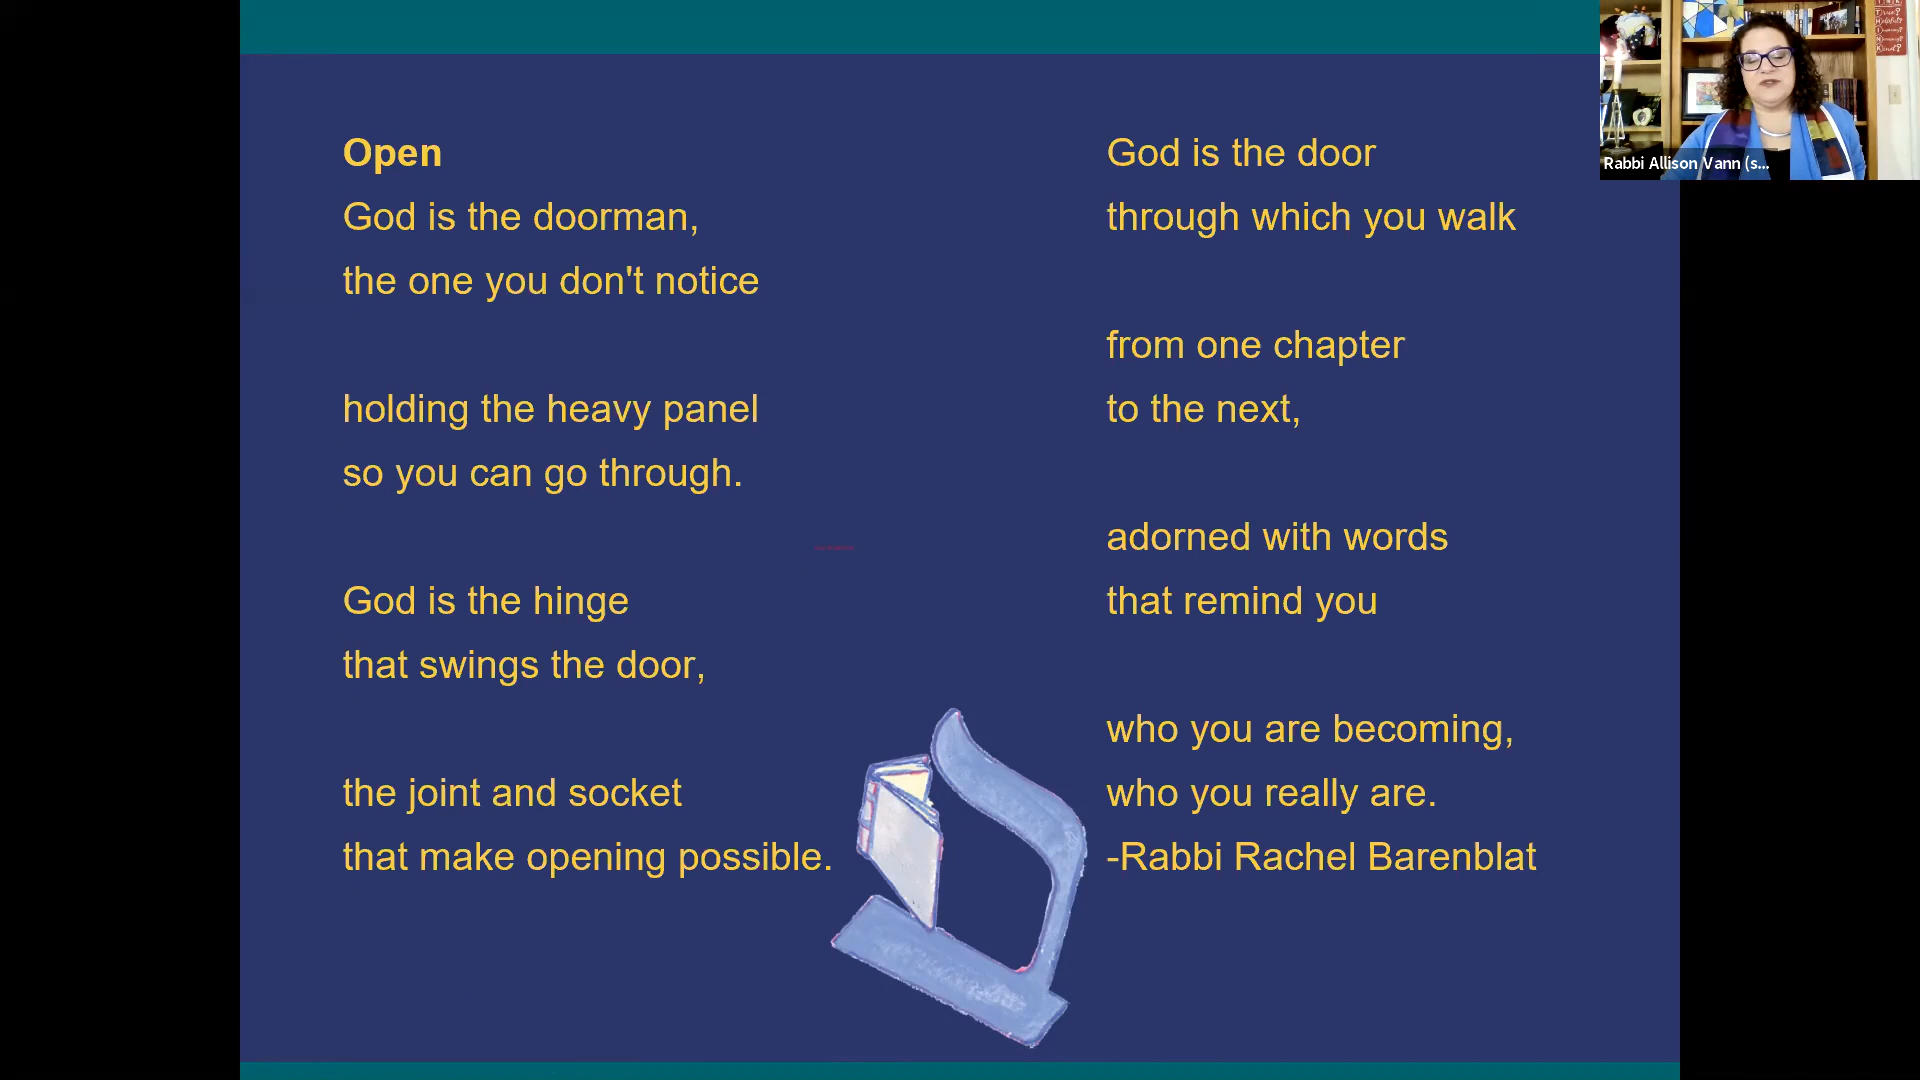 Open
God is the doorman,
the one you don't notice
holding the heavy panel
so you can go through.
God is the hinge
that swings the door,
the joint and socket
that make opening possible.
God is the door
through which you walk
from one chapter
to the next,
adorned with words
that remind you
who you are becoming,
who you really are.
-Rabbi Rachel Barenblat
Rabbi Allison Vann (s...
True?
Helpful?
Kind?